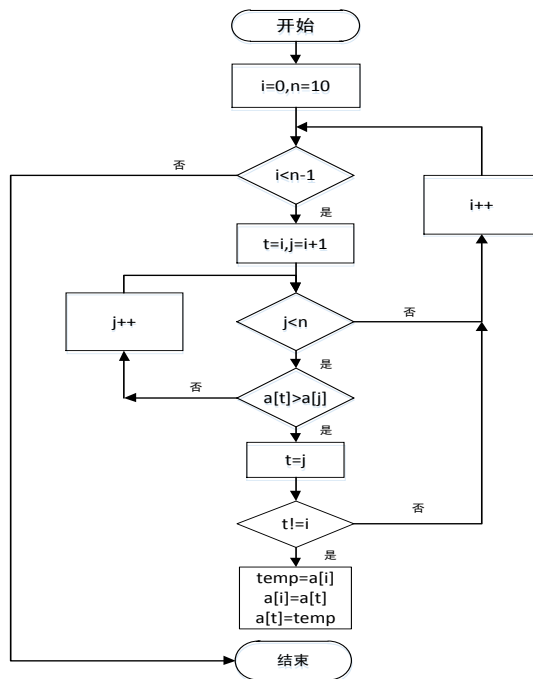 开始
i=0,n=10
否
i<n-1
是
i++
t=i,j=i+1
j++
j<n
否
是
否
a[t]>a[j]
是
t=j
t!=i
否
是
temp=a[i]
a[i]=a[t]
a[t]=temp
结束